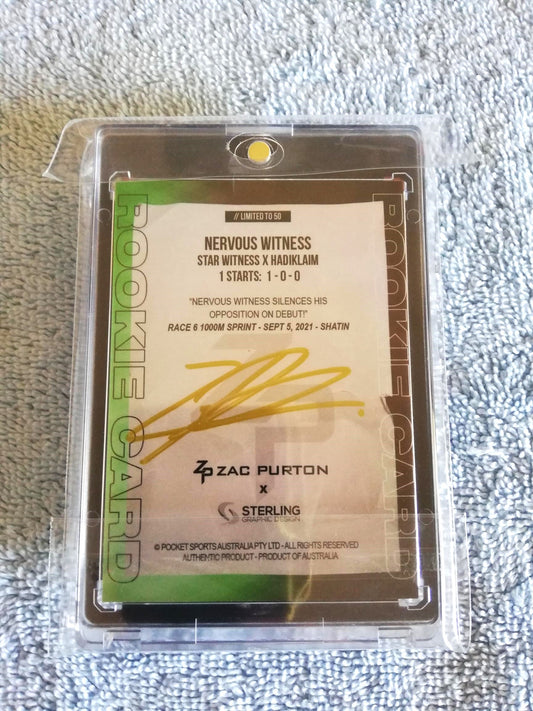 // LIMITED TO 50
NERVOUS WITNESS
STAR WITNESS X HADIKLAIM
1 STARTS: 1 - 0 - 0
"NERVOUS WITNESS SILENCES HIS
OPPOSITION ON DEBUT!"
RACE 6 1000M SPRINT - SEPT 5, 2021 - SHATIN
ZP ZAC PURTON
X
STERLING
GRAPHIC DESIGN
© POCKET SPORTS AUSTRALIA PTY LTD - ALL RIGHTS RESERVED
AUTHENTIC PRODUCT - PRODUCT OF AUSTRALIA
ROOKIE CARD
ROOKIE CARD